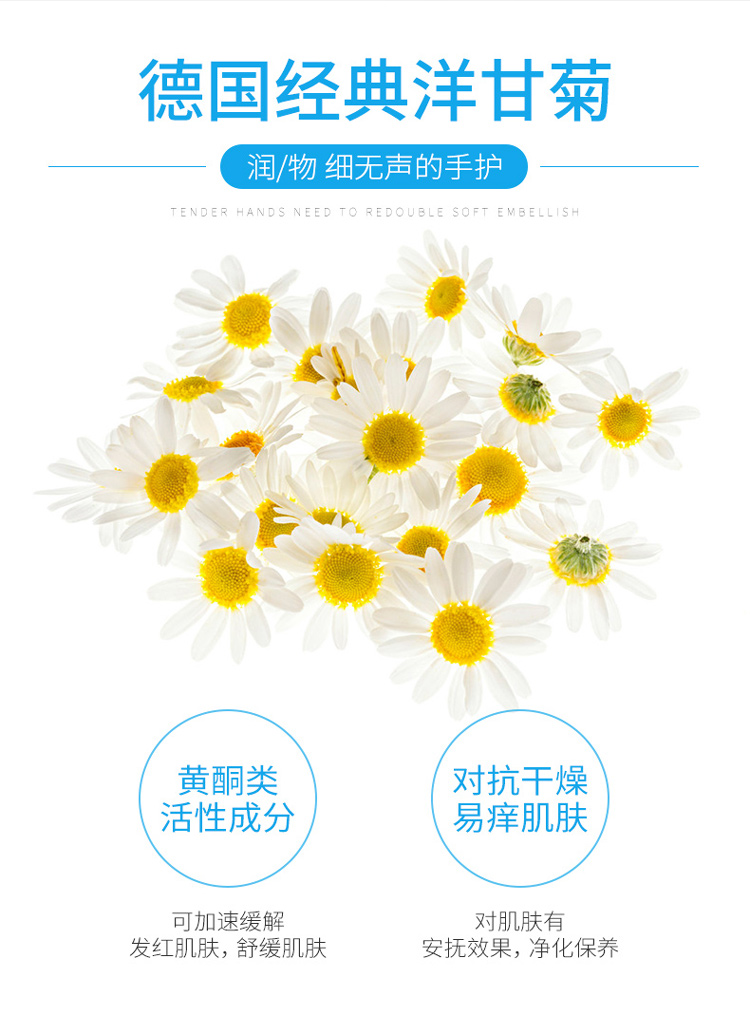 德国经典洋甘菊
润/物 细无声的手护
TENDER HANDS NEED TO REDOUBLE SOFT EMBELLISH
黄酮类
活性成分
对抗干燥
易痒肌肤
可加速缓解
发红肌肤，舒缓肌肤
对肌肤有
安抚效果，净化保养